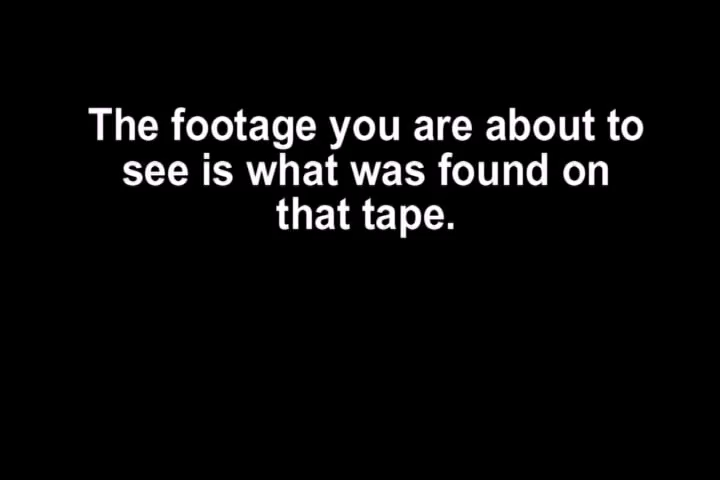 The footage you are about to
see is what was found on
that tape.